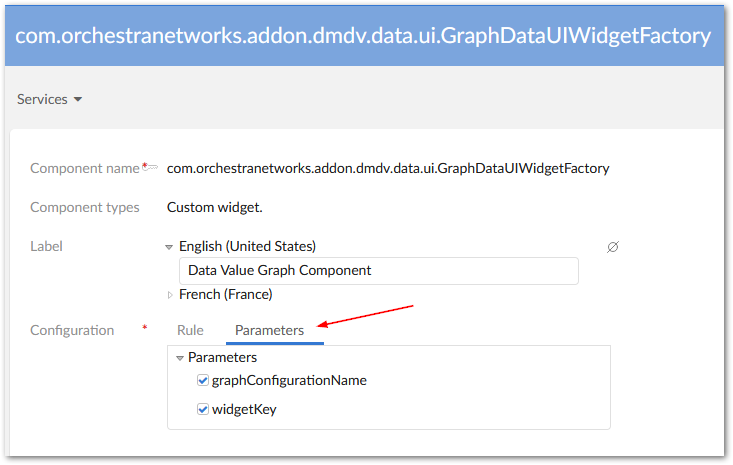 com.orchestranetworks.addon.dmdv.data.ui.GraphDataUIWidgetFactory
Services
Component name* com.orchestranetworks.addon.dmdv.data.ui.GraphDataUIWidgetFactory
Component types Custom widget.
Label English (United States)
Data Value Graph Component
French (France)
Configuration * Rule Parameters
Parameters
graphConfigurationName
widgetKey